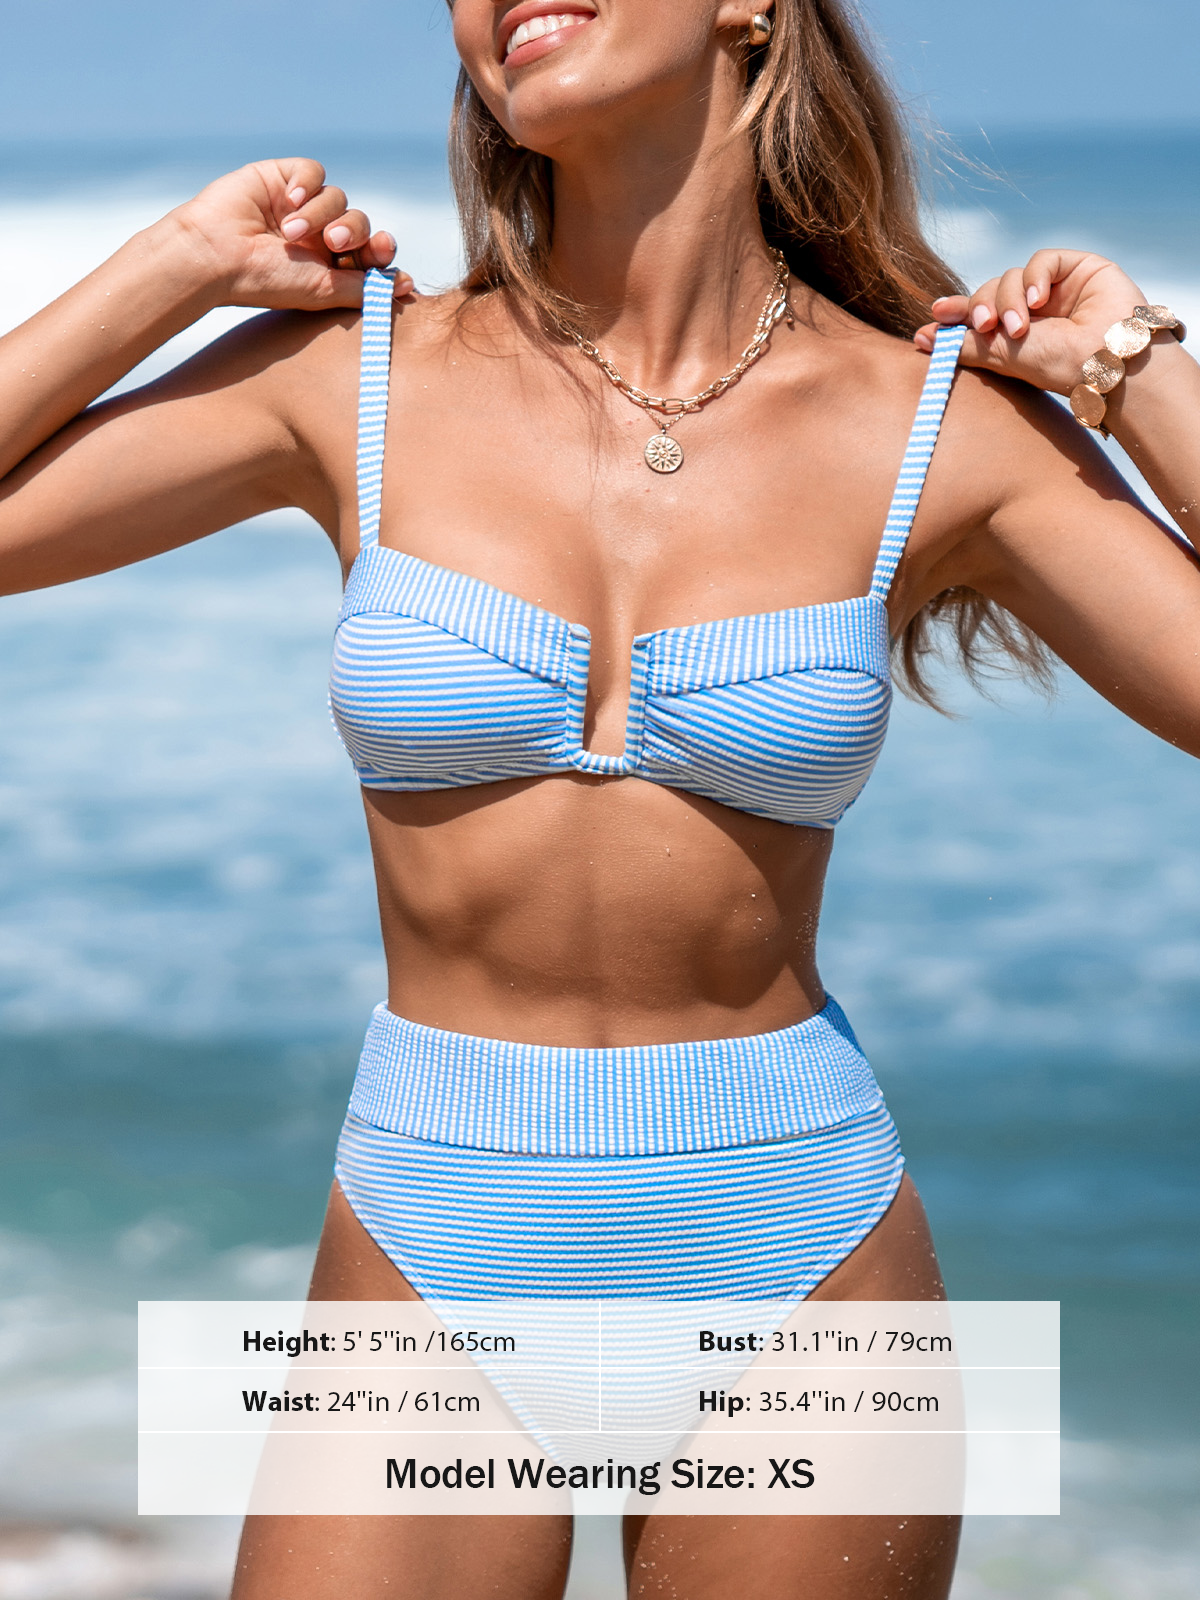 Height: 5' 5''in /165cm
Bust: 31.1''in / 79cm
Waist: 24''in / 61cm
Hip: 35.4''in / 90cm
Model Wearing Size: XS